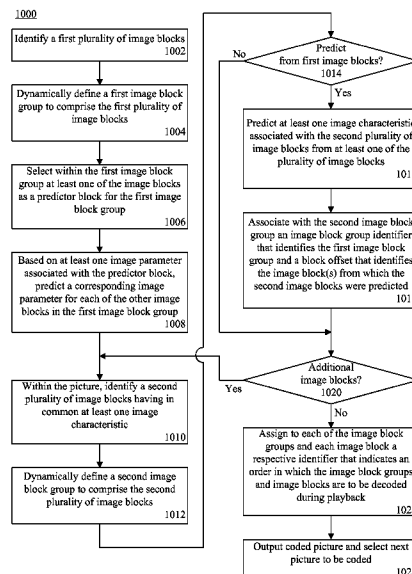 1000
Identify a first plurality of image blocks
1002
Dynamically define a first image block
group to comprise the first plurality of
image blocks
1004
Select within the first image block
group at least one of the image blocks
as a predictor block for the first image
block group
1006
Based on at least one image parameter
associated with the predictor block,
predict a corresponding image
parameter for each of the other image
blocks in the first image block group
1008
Within the picture, identify a second
plurality of image blocks having in
common at least one image
characteristic
1010
Dynamically define a second image
block group to comprise the second
plurality of image blocks
1012
Predict
from first image blocks?
1014
No
Yes
Predict at least one image characteristic
associated with the second plurality of
image blocks from at least one of the
plurality of image blocks
101
Associate with the second image block
group an image group identifier
that identifies the first image block
group and a block offset that identifies
the image block(s) from which the
second image blocks were predicted
101
Additional
image blocks?
1020
Yes
No
Assign to each of the image block
groups and each image block a
respective identifier that indicates an
order in which the image block groups
and image blocks are to be decoded
during playback
102
Output coded picture and select next
picture to be coded
102